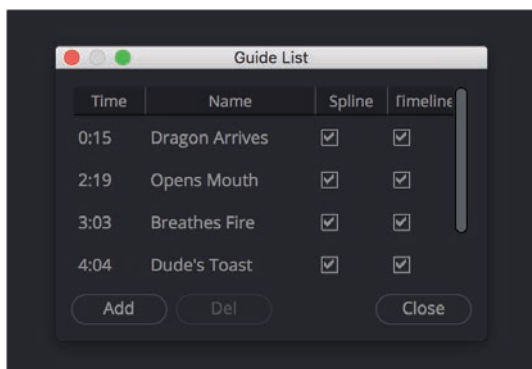 Guide List
Time Name Spline Timeline
0:15 Dragon Arrives
2:19 Opens Mouth
3:03 Breathes Fire
4:04 Dude's Toast
Add Del Close